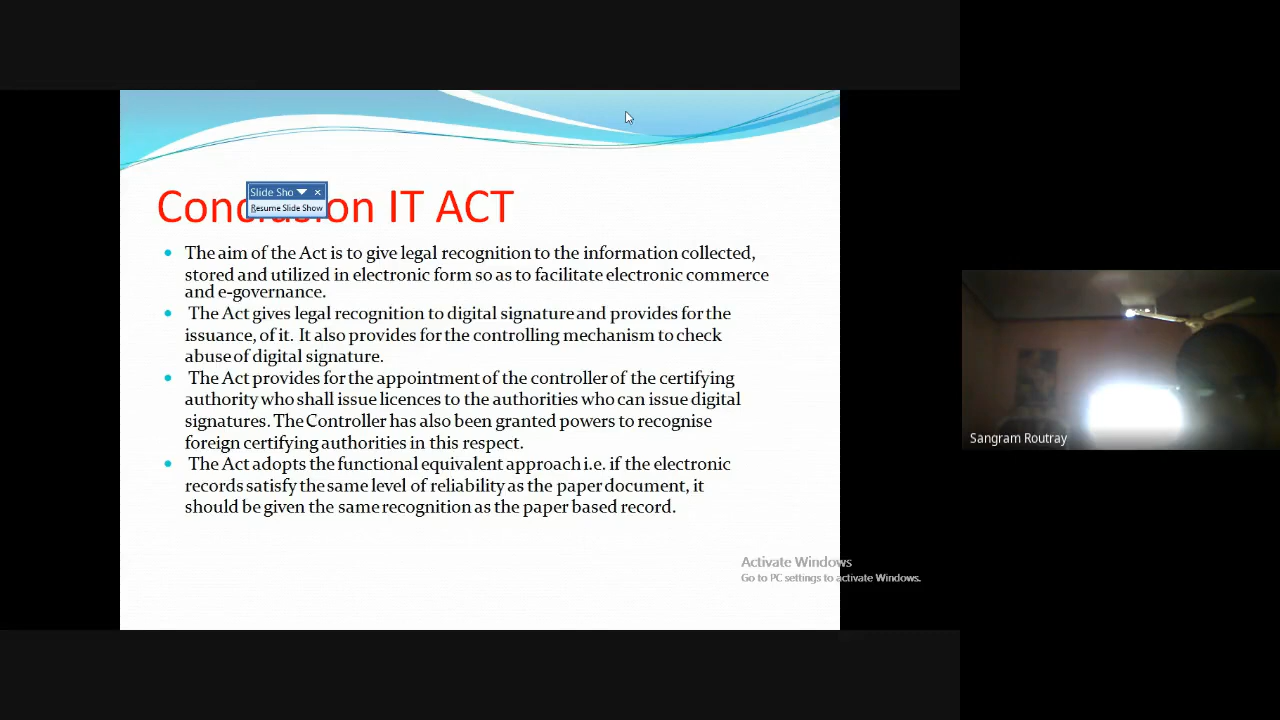 Slide Sho
Resume Slide Show
Conclusion IT ACT
The aim of the Act is to give legal recognition to the information collected,
stored and utilized in electronic form so as to facilitate electronic commerce
and e-governance.
The Act gives legal recognition to digital signature and provides for the
issuance, of it. It also provides for the controlling mechanism to check
abuse of digital signature.
The Act provides for the appointment of the controller of the certifying
authority who shall issue licences to the authorities who can issue digital
signatures. The Controller has also been granted powers to recognise
foreign certifying authorities in this respect.
The Act adopts the functional equivalent approach i.e. if the electronic
records satisfy the same level of reliability as the paper document, it
should be given the same recognition as the paper based record.
Activate Windows
Go to PC settings to activate Windows.
Sangram Routray